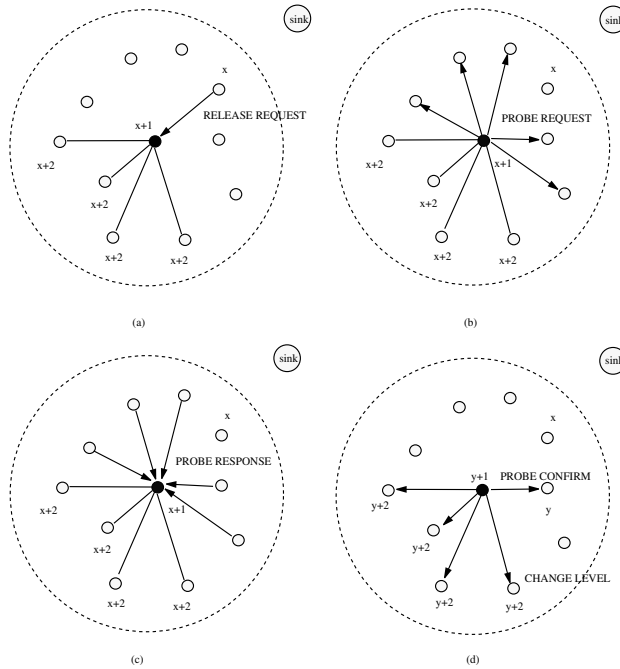 sink
x
RELEASE REQUEST
x+1
x+2
x+2
x+2
x+2
(a)
sink
x
PROBE REQUEST
x+1
x+2
x+2
x+2
x+2
(b)
sink
x
PROBE RESPONSE
x+2
x+1
x+2
x+2
x+2
(c)
sink
x
y+1
PROBE CONFIRM
y+2
y
y+2
CHANGE LEVEL
y+2
y+2
(d)